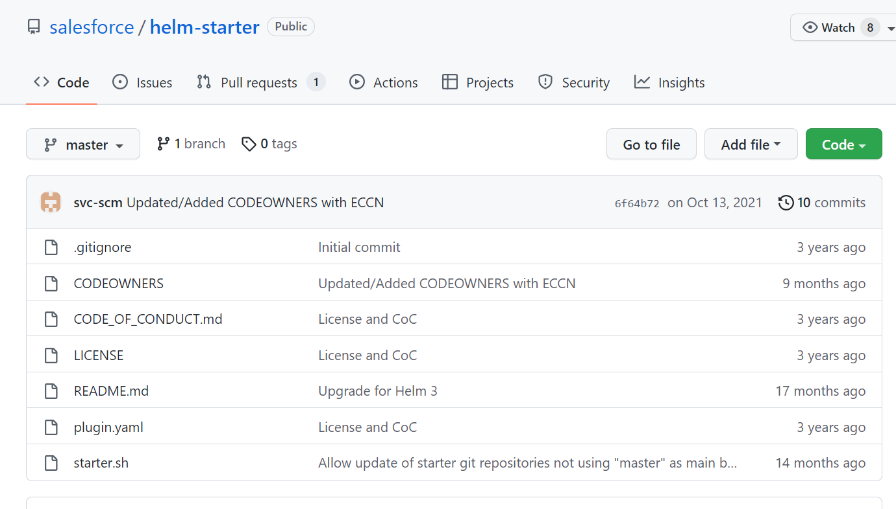 salesforce / helm-starter Public Watch 8
Code Issues Pull requests 1 Actions Projects Security Insights
master 1 branch 0 tags Go to file Add file Code
svc-scm Updated/Added CODEOWNERS with ECCN 6f64b72 on Oct 13, 2021 10 commits
.gitignore Initial commit 3 years ago
CODEOWNERS Updated/Added CODEOWNERS with ECCN 9 months ago
CODE_OF_CONDUCT.md License and CoC 3 years ago
LICENSE License and CoC 3 years ago
README.md Upgrade for Helm 3 17 months ago
plugin.yaml License and CoC 3 years ago
starter.sh Allow update of starter git repositories not using "master" as main b... 14 months ago